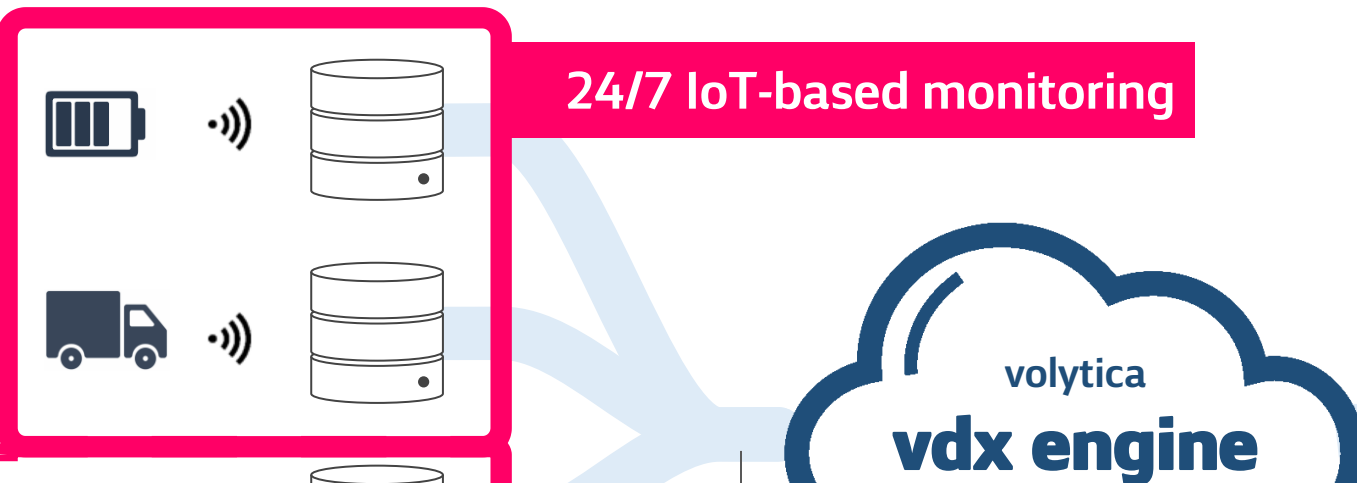 24/7 IoT-based monitoring
volytica
vdx engine